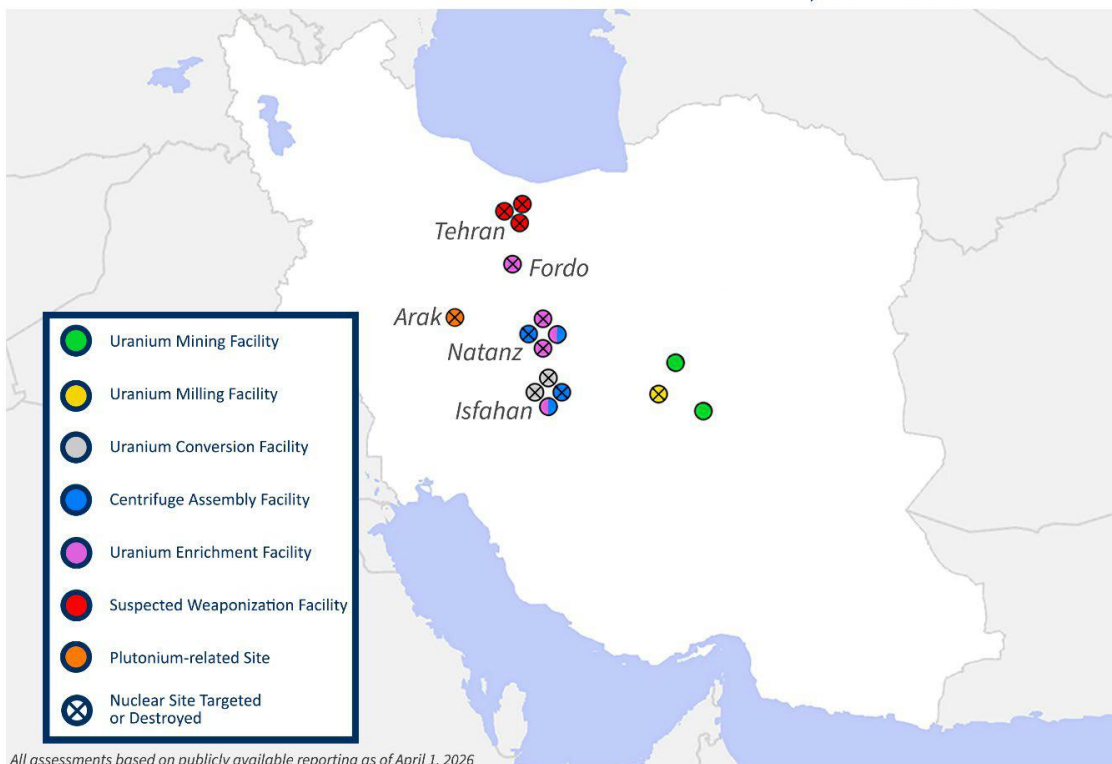 Tehran
Fordo
Arak
Natanz
Isfahan
Uranium Mining Facility
Uranium Milling Facility
Uranium Conversion Facility
Centrifuge Assembly Facility
Uranium Enrichment Facility
Suspected Weaponization Facility
Plutonium-related Site
Nuclear Site Targeted
or Destroyed
All assessments based on publicly available reporting as of April 1, 2026